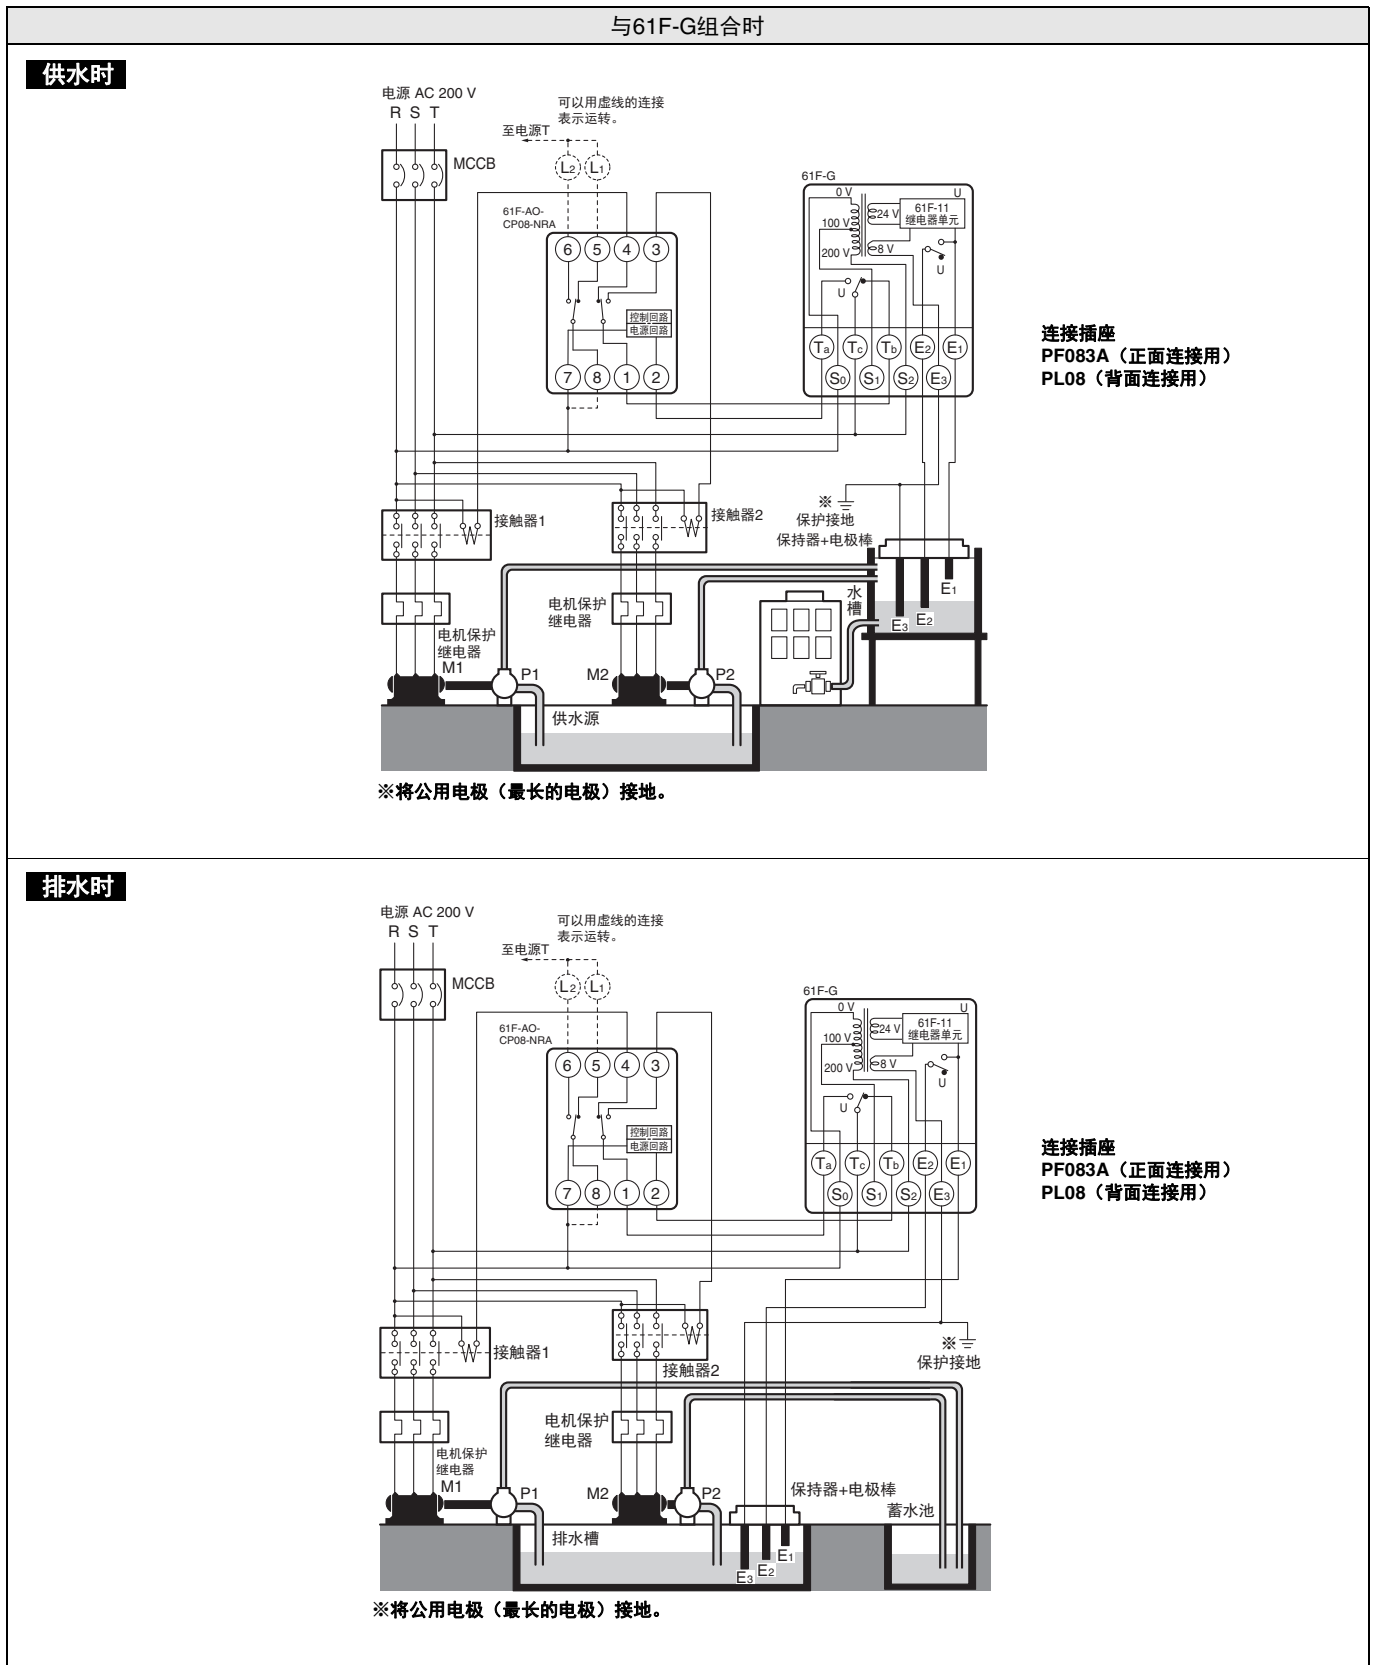 与61F-G组合时
供水时
电源 AC 200 V
R S T
可以用虚线的连接
表示运转。
至电源T
L2 L1
MCCB
61F-AO-
CP08-NRA
6 5 4 3
控制回路
电源回路
7 8 1 2
61F-G
0 V
U
24 V
61F-11
继电器单元
100 V
200 V
8 V
U
U
Ta Tc Tb E2 E1
S0 S1 S2 E3
连接插座
PF083A（正面连接用）
PL08（背面连接用）
接触器1
接触器2
※
保护接地
保持器+电极棒
水槽
E1
E2
E3
电机保护
继电器
电机保护
继电器
M1
P1
M2
P2
供水源
※将公用电极（最长的电极）接地。
排水时
电源 AC 200 V
R S T
可以用虚线的连接
表示运转。
至电源T
L2 L1
MCCB
61F-AO-
CP08-NRA
6 5 4 3
控制回路
电源回路
7 8 1 2
61F-G
0 V
U
24 V
61F-11
继电器单元
100 V
200 V
8 V
U
U
Ta Tc Tb E2 E1
S0 S1 S2 E3
连接插座
PF083A（正面连接用）
PL08（背面连接用）
接触器1
接触器2
※
保护接地
电机保护
继电器
电机保护
继电器
M1
P1
M2
P2
保持器+电极棒
蓄水池
排水槽
E1
E2
E3
※将公用电极（最长的电极）接地。